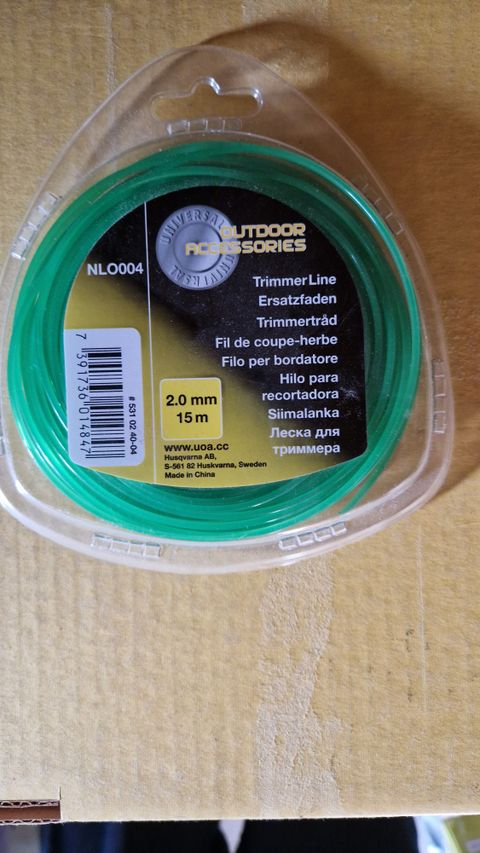 UNIVERSAL
UNIVERSAL
OUTDOOR
ACCESSORIES
NLO004
TrimmerLine
Ersatzfaden
Trimmertråd
Fil de coupe-herbe
Filo per bordatore
Hilo para
recortadora
Siimalanka
Леска для
триммера
2.0 mm
15 m
www.uoa.cc
Husqvarna AB,
S-561 82 Huskvarna, Sweden
Made in China
# 531 02 40-04
7 391736 014847